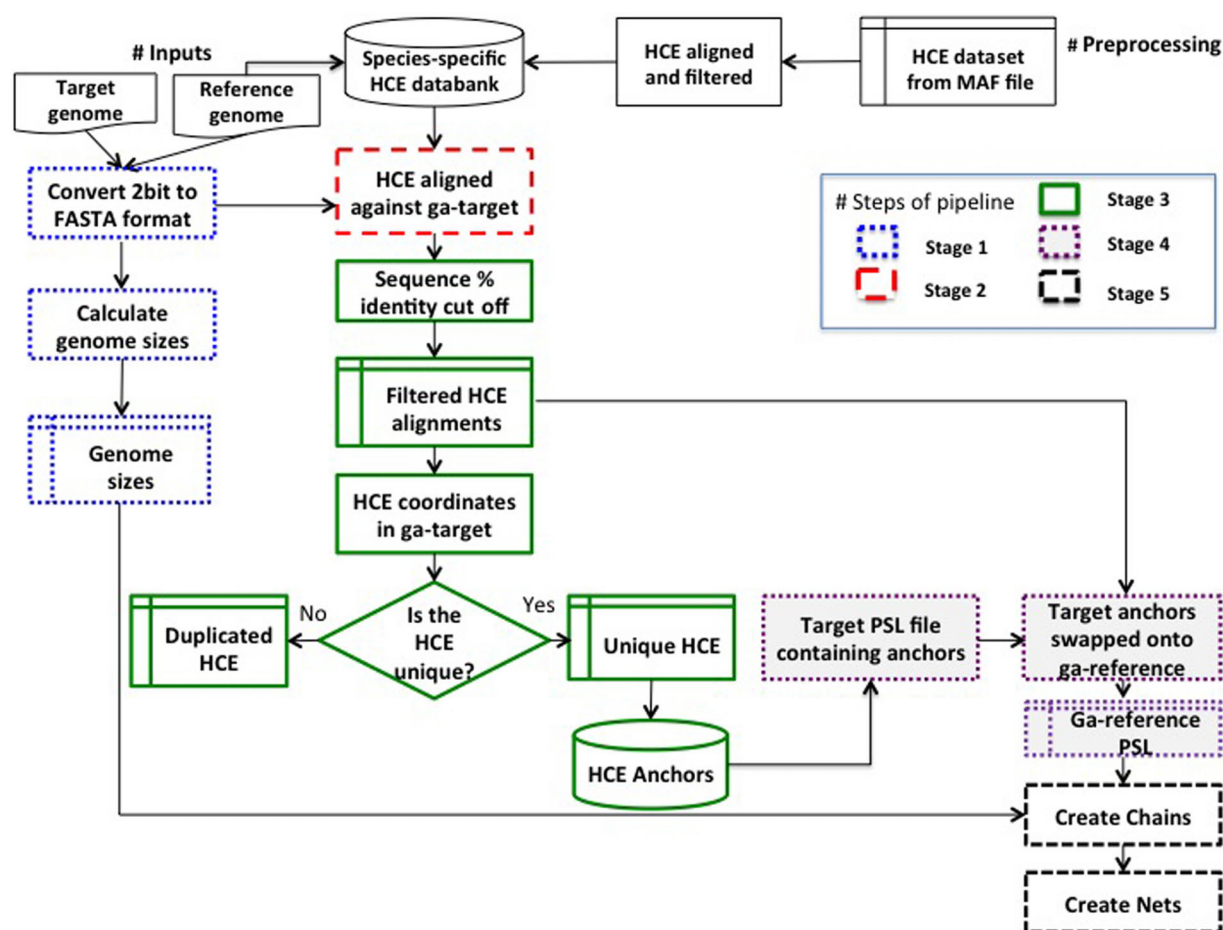 # Inputs
Target
genome
Reference
genome
Species-specific
HCE databank
HCE aligned
and filtered
HCE dataset
from MAF file
# Preprocessing
Convert 2bit to
FASTA format
HCE aligned
against ga-target
# Steps of pipeline
Stage 1
Stage 2
Stage 3
Stage 4
Stage 5
Calculate
genome sizes
Sequence %
identity cut off
Genome
sizes
Filtered HCE
alignments
HCE coordinates
in ga-target
Is the
HCE
unique?
No
Yes
Duplicated
HCE
Unique HCE
HCE Anchors
Target PSL file
containing anchors
Target anchors
swapped onto
ga-reference
Ga-reference
PSL
Create Chains
Create Nets